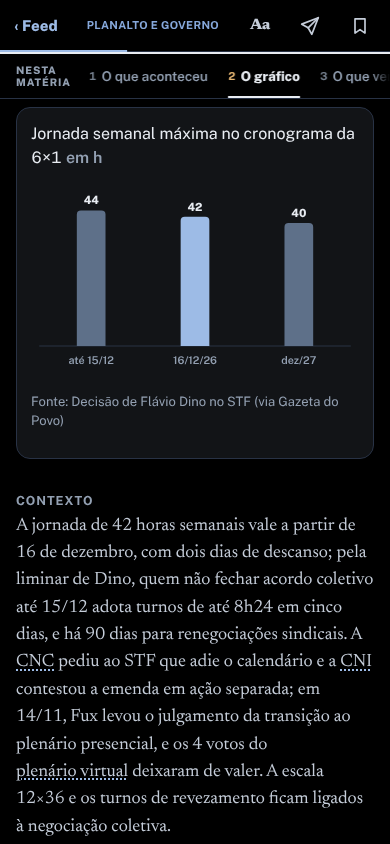 ‹ Feed
PLANALTO E GOVERNO
Aa
NESTA
MATÉRIA
1 O que aconteceu
2 O gráfico
3 O que ve
Jornada semanal máxima no cronograma da
6×1 em h
44
42
40
até 15/12
16/12/26
dez/27
Fonte: Decisão de Flávio Dino no STF (via Gazeta do
Povo)
CONTEXTO
A jornada de 42 horas semanais vale a partir de
16 de dezembro, com dois dias de descanso; pela
liminar de Dino, quem não fechar acordo coletivo
até 15/12 adota turnos de até 8h24 em cinco
dias, e há 90 dias para renegociações sindicais. A
CNC pediu ao STF que adie o calendário e a CNI
contestou a emenda em ação separada; em
14/11, Fux levou o julgamento da transição ao
plenário presencial, e os 4 votos do
plenário virtual deixaram de valer. A escala
12×36 e os turnos de revezamento ficam ligados
à negociação coletiva.